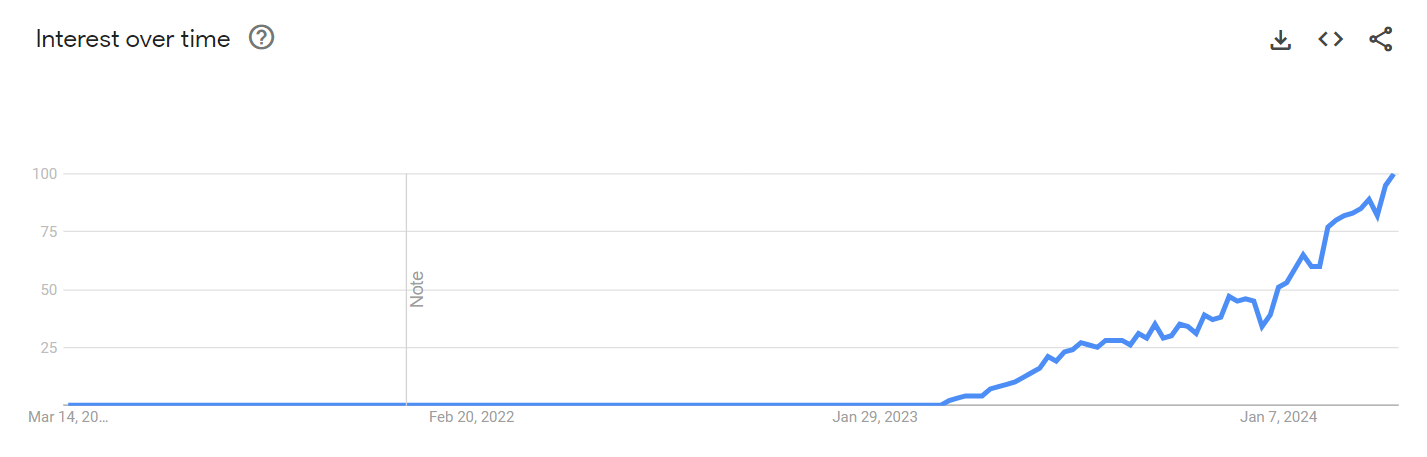 Interest over time
100
75
50
25
Note
Mar 14, 20...
Feb 20, 2022
Jan 29, 2023
Jan 7, 2024